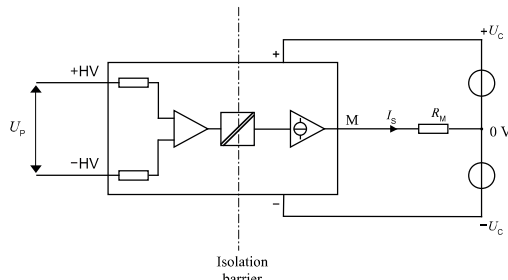 +U_C
+
+HV
U_P
M
I_S
R_M
0 V
−HV
−
−U_C
Isolation
barrier